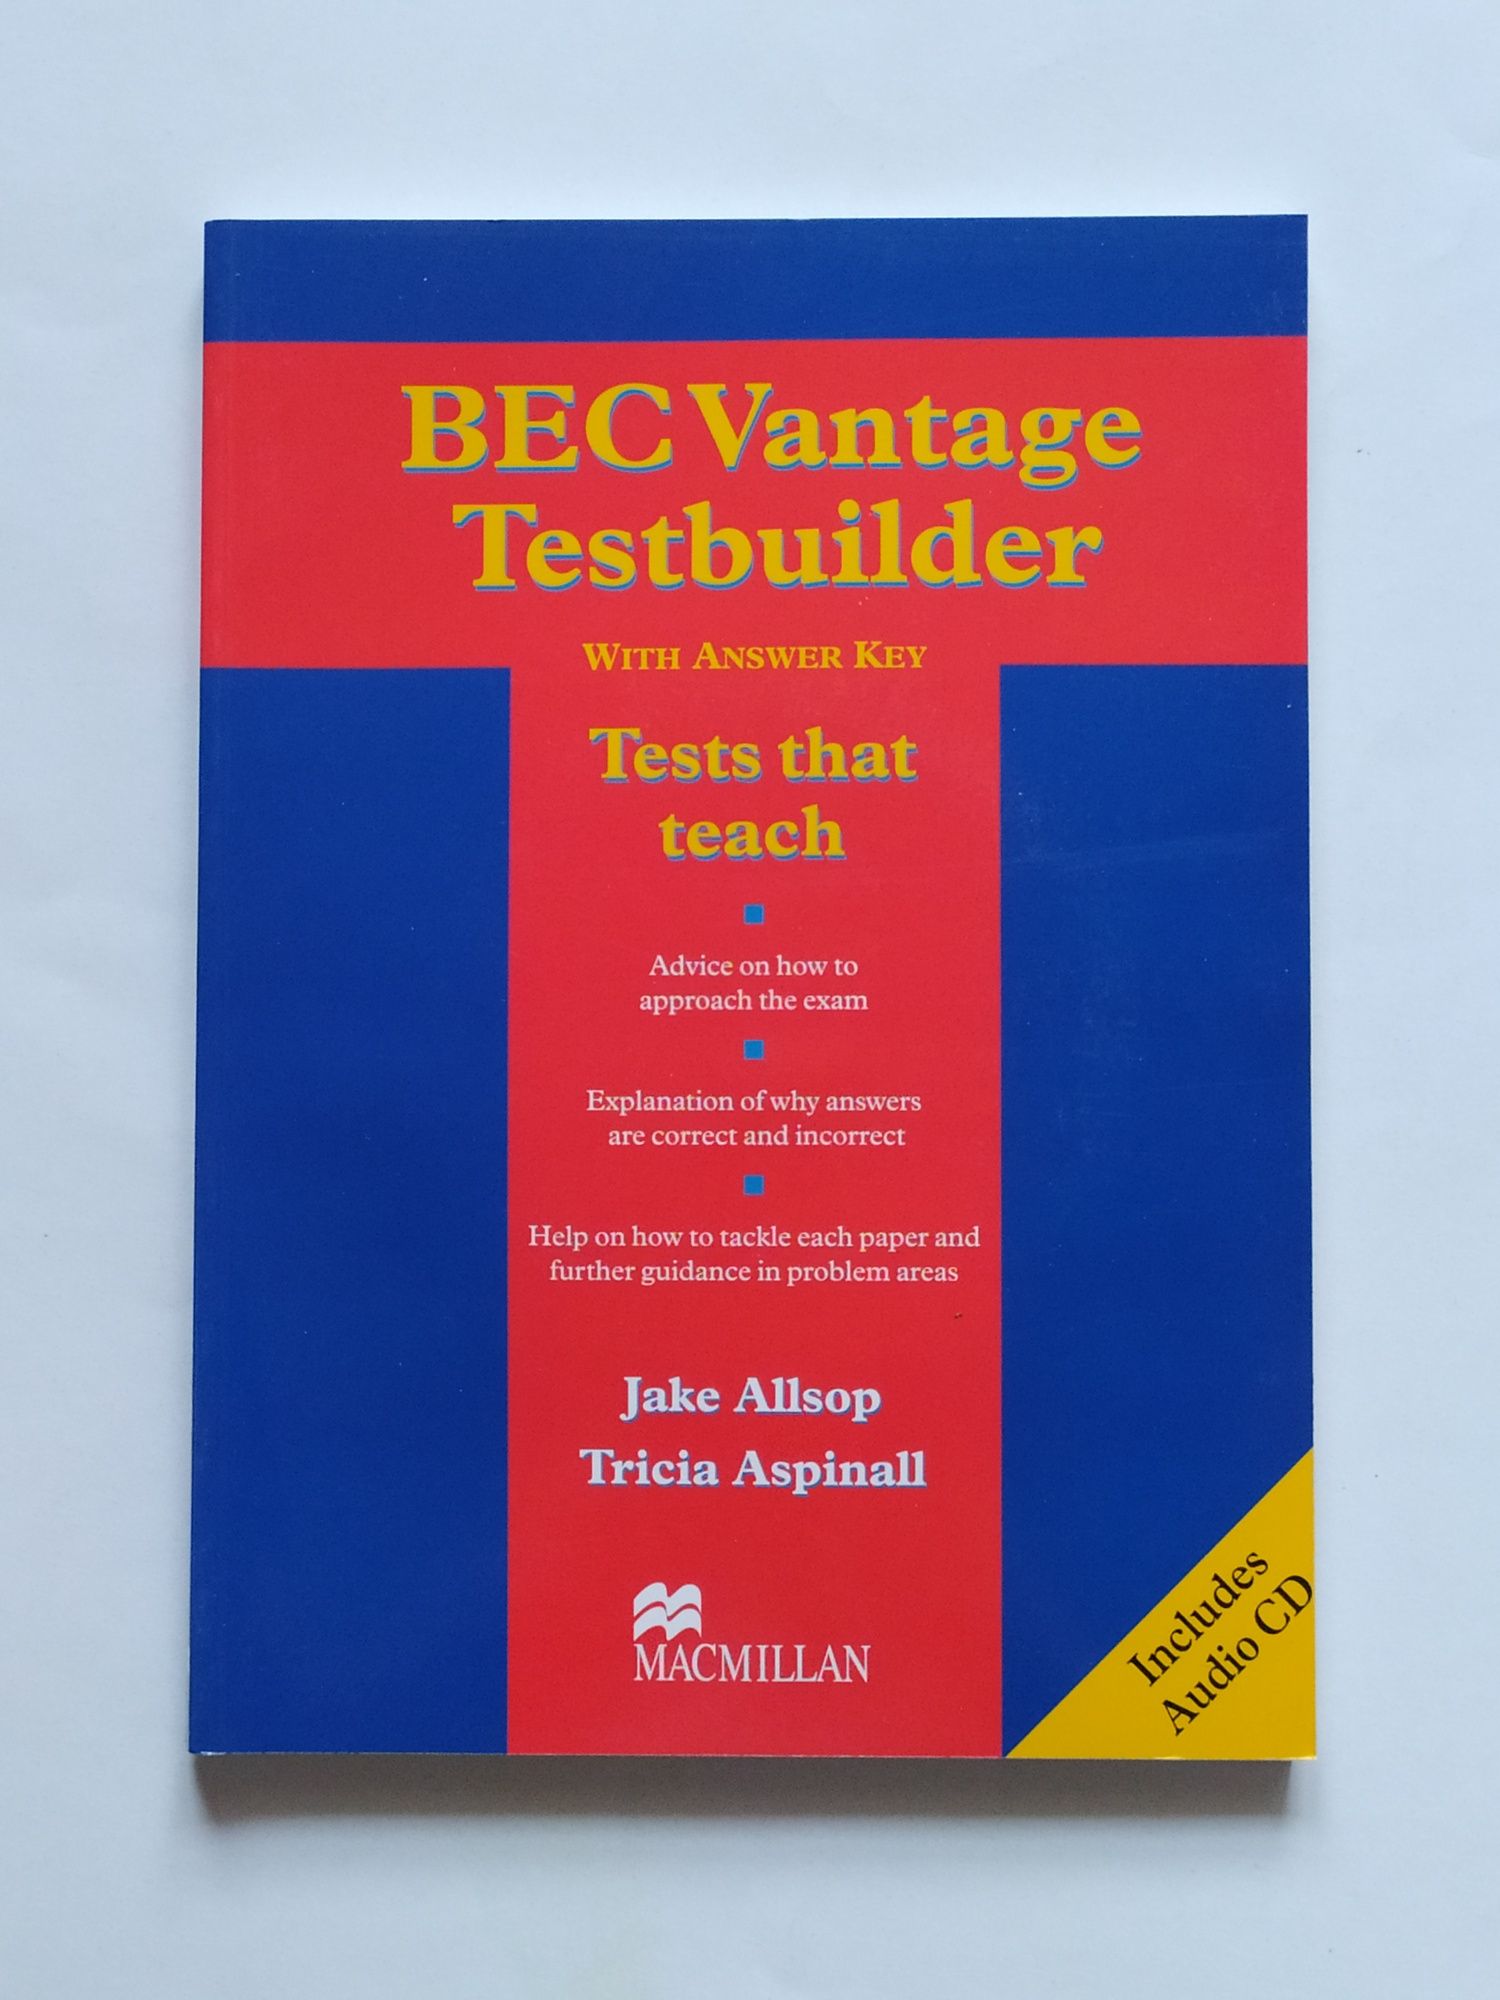 BEC Vantage
Testbuilder
WITH ANSWER KEY
Tests that
teach
Advice on how to
approach the exam
Explanation of why answers
are correct and incorrect
Help on how to tackle each paper and
further guidance in problem areas
Jake Allsop
Tricia Aspinall
MACMILLAN
Includes
Audio CD